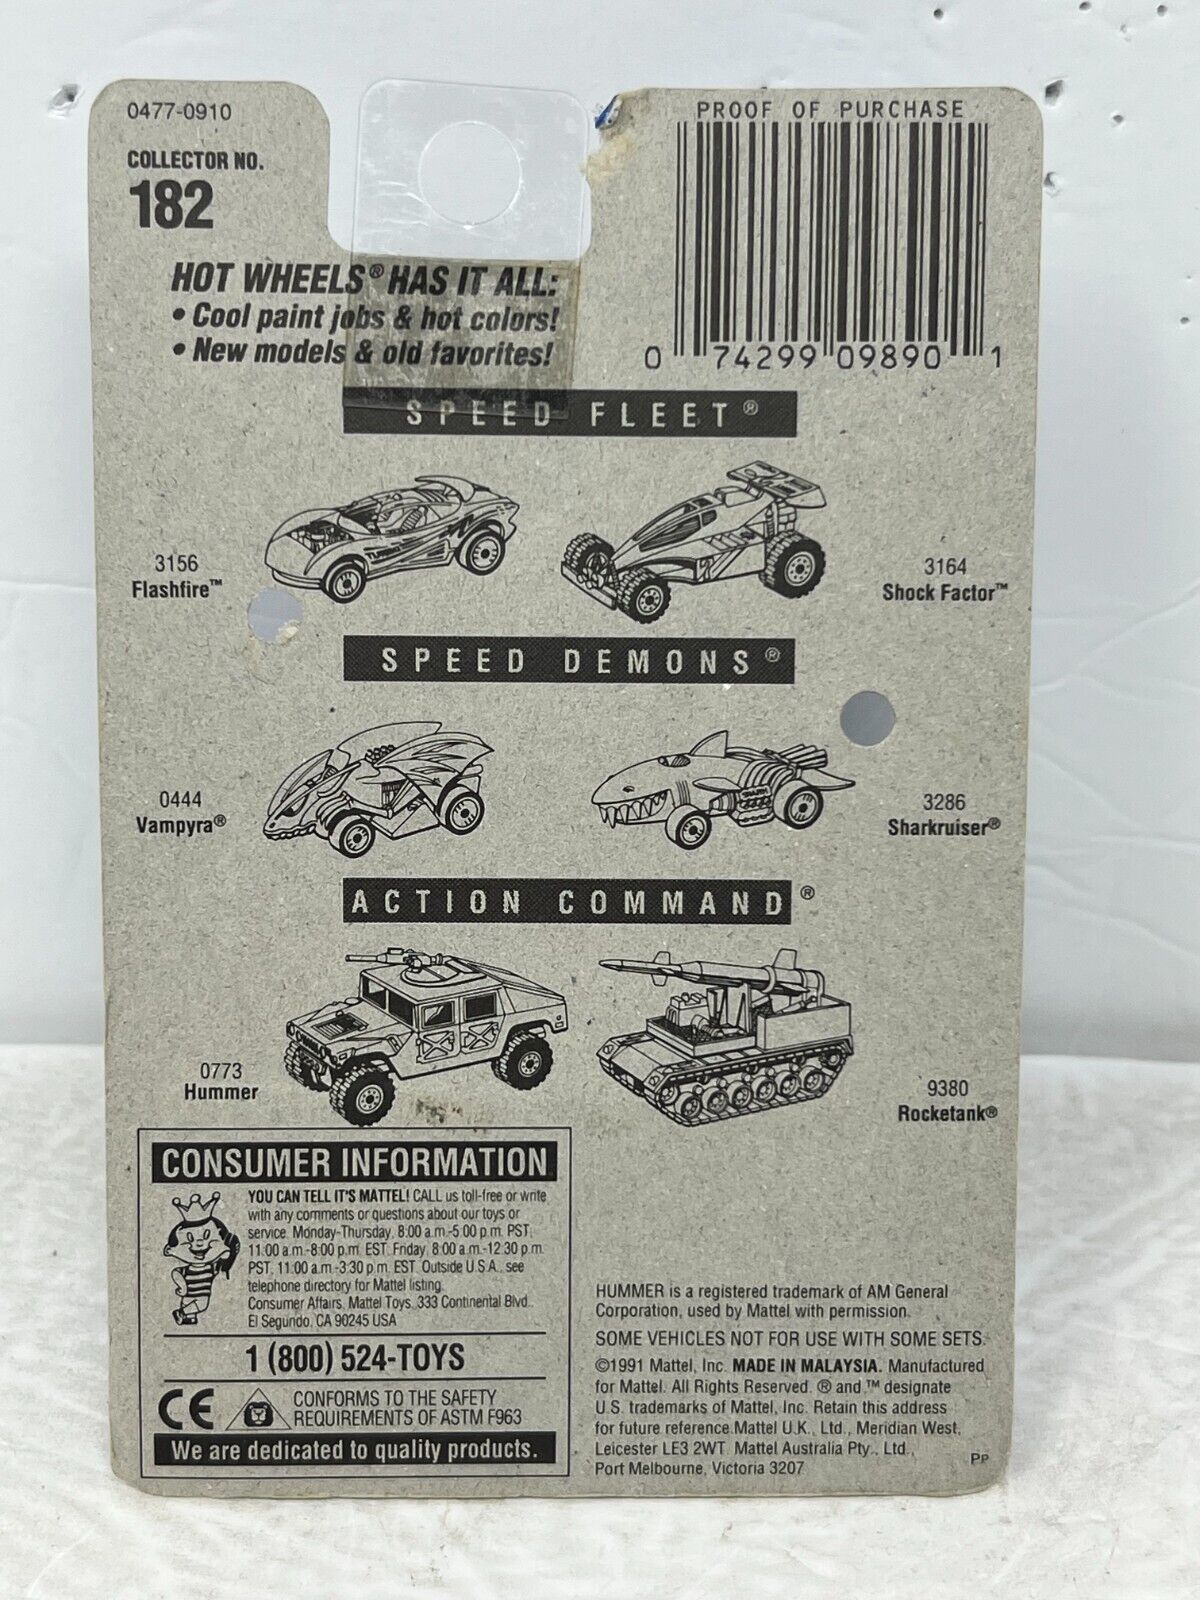 0477-0910
COLLECTOR NO.
182
PROOF OF PURCHASE
0 74299 09890 1
HOT WHEELS® HAS IT ALL:
• Cool paint jobs & hot colors!
• New models & old favorites!
SPEED FLEET®
3156
Flashfire™
TURBO
3164
Shock Factor™
SPEED DEMONS®
0444
Vampyra®
3286
Sharkruiser®
ACTION COMMAND®
0773
Hummer
9380
Rocketank®
CONSUMER INFORMATION
YOU CAN TELL IT'S MATTEL! CALL us toll-free or write
with any comments or questions about our toys or
service. Monday-Thursday, 8:00 a.m.-5:00 p.m. PST,
11:00 a.m.-8:00 p.m. EST. Friday, 8:00 a.m.-12:30 p.m.
PST, 11:00 a.m.-3:30 p.m. EST. Outside U.S.A., see
telephone directory for Mattel listing.
Consumer Affairs, Mattel Toys, 333 Continental Blvd.,
El Segundo, CA 90245 USA
1 (800) 524-TOYS
CE
CONFORMS TO THE SAFETY
REQUIREMENTS OF ASTM F963
We are dedicated to quality products.
HUMMER is a registered trademark of AM General
Corporation, used by Mattel with permission.
SOME VEHICLES NOT FOR USE WITH SOME SETS.
©1991 Mattel, Inc. MADE IN MALAYSIA. Manufactured
for Mattel. All Rights Reserved. ® and ™ designate
U.S. trademarks of Mattel, Inc. Retain this address
for future reference.Mattel U.K., Ltd., Meridian West,
Leicester LE3 2WT. Mattel Australia Pty., Ltd.,
Port Melbourne, Victoria 3207
PP